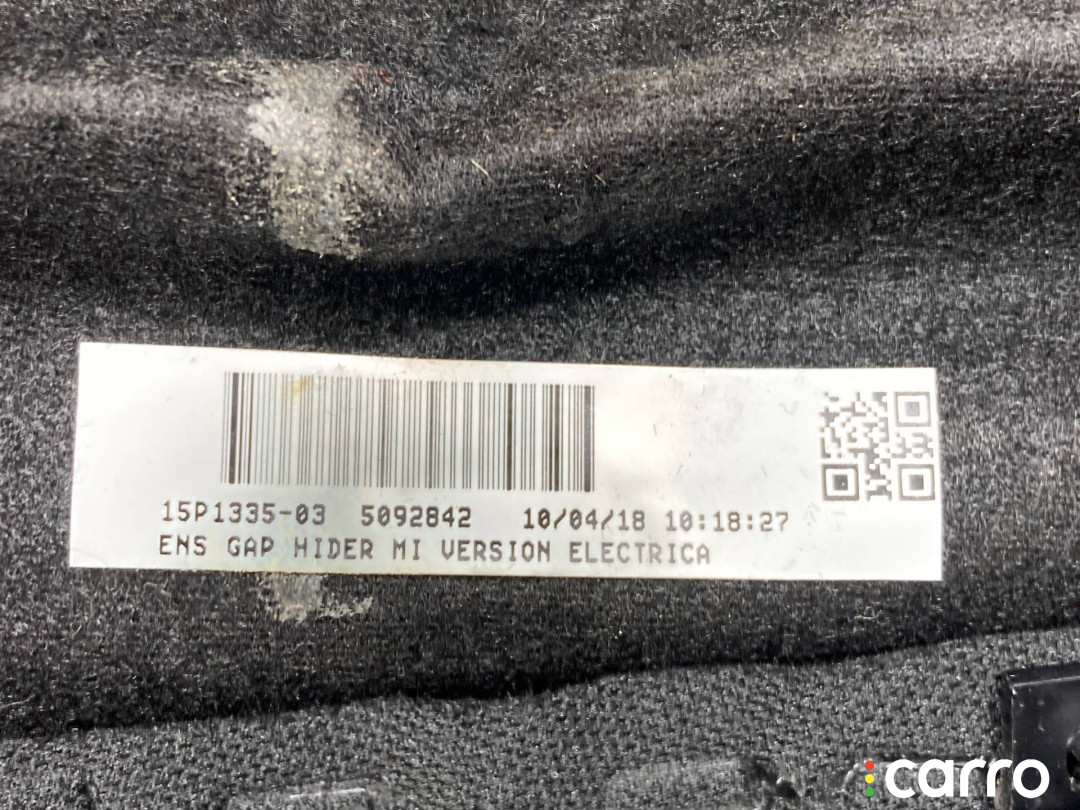 15P1335-03 5092842 10/04/18 10:18:27
ENS GAP HIDER MI VERSION ELECTRICA
carro